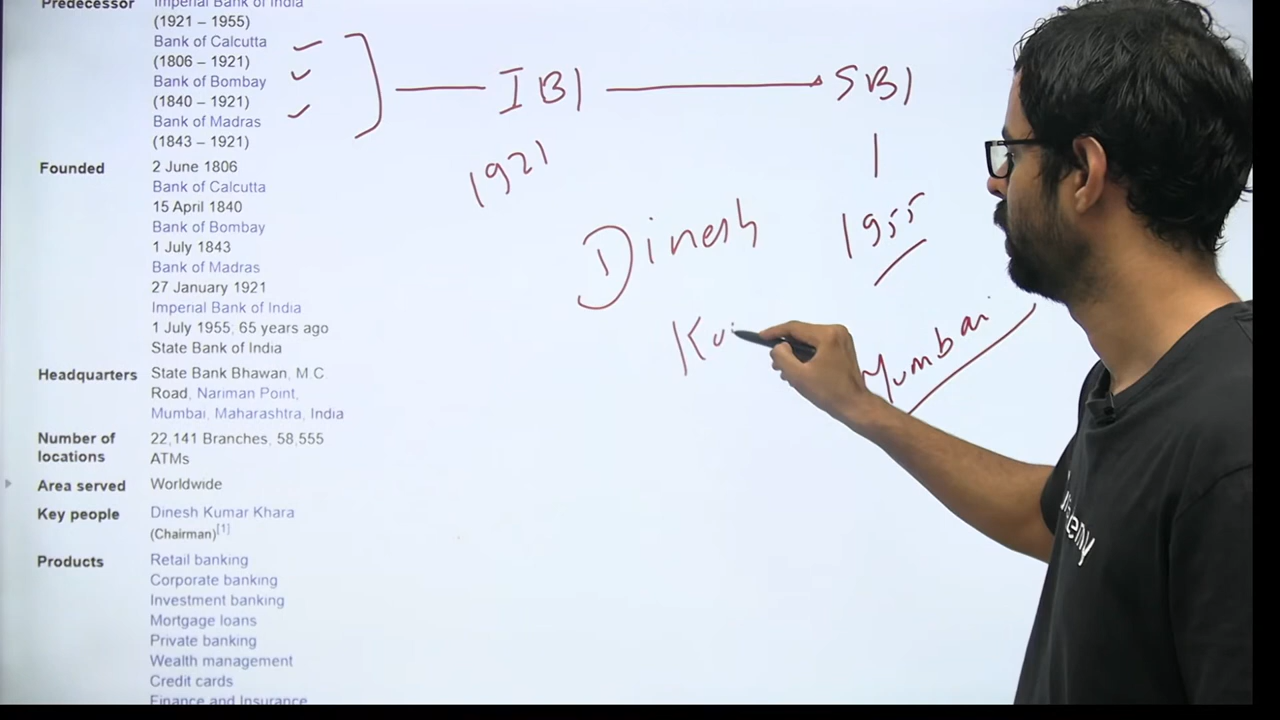 Predecessor Imperial Bank of India
(1921 – 1955)
Bank of Calcutta
(1806 – 1921)
Bank of Bombay
(1840 – 1921)
Bank of Madras
(1843 – 1921)
Founded 2 June 1806
Bank of Calcutta
15 April 1840
Bank of Bombay
1 July 1843
Bank of Madras
27 January 1921
Imperial Bank of India
1 July 1955; 65 years ago
State Bank of India
Headquarters State Bank Bhawan, M.C
Road, Nariman Point,
Mumbai, Maharashtra, India
Number of locations 22,141 Branches, 58,555
ATMs
Area served Worldwide
Key people Dinesh Kumar Khara
(Chairman)[1]
Products Retail banking
Corporate banking
Investment banking
Mortgage loans
Private banking
Wealth management
Credit cards
Finance and Insurance
IBI SBI
1921
1955
Dinesh
Ku
Mumbai